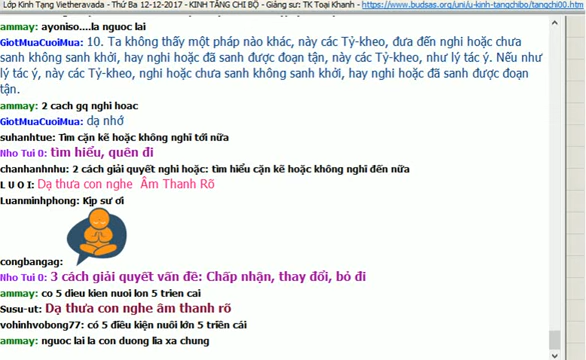 Lớp Kinh Tạng Vietheravada - Thứ Ba 12-12-2017 - KINH TĂNG CHI BỘ - Giảng sư: TK Toại Khanh - https://www.budsas.org/uni/u-kinh-tangchibo/tangchi00.htm
ammay: ayoniso....la nguoc lai
GiotMuaCuoiMua: 10. Ta không thấy một pháp nào khác, này các Tỷ-kheo, đưa đến nghi hoặc chưa
sanh không sanh khởi, hay nghi hoặc đã sanh được đoạn tận, này các Tỷ-kheo, như lý tác ý. Nếu như
lý tác ý, này các Tỷ-kheo, nghi hoặc chưa sanh không sanh khởi, hay nghi hoặc đã sanh được đoạn
tận.
ammay: 2 cach gq nghi hoac
GiotMuaCuoiMua: dạ nhớ
suhanhtue: Tìm cặn kẽ hoặc không nghĩ tới nữa
Nho Tui 0: tìm hiểu, quên đi
chanhanhnhu: 2 cách giải quyết nghi hoặc: tìm hiểu cặn kẽ hoặc không nghĩ đến nữa
L U O I: Dạ thưa con nghe Âm Thanh Rõ
Luanminhphong: Kịp sư ơi
congbangag:
Nho Tui 0: 3 cách giải quyết vấn đề: Chấp nhận, thay đổi, bỏ đi
ammay: co 5 dieu kien nuoi lon 5 trien cai
Susu-ut: Dạ thưa con nghe âm thanh rõ
vohinhvobong77: có 5 điều kiện nuôi lớn 5 triền cái
ammay: nguoc lai la con duong lia xa chung